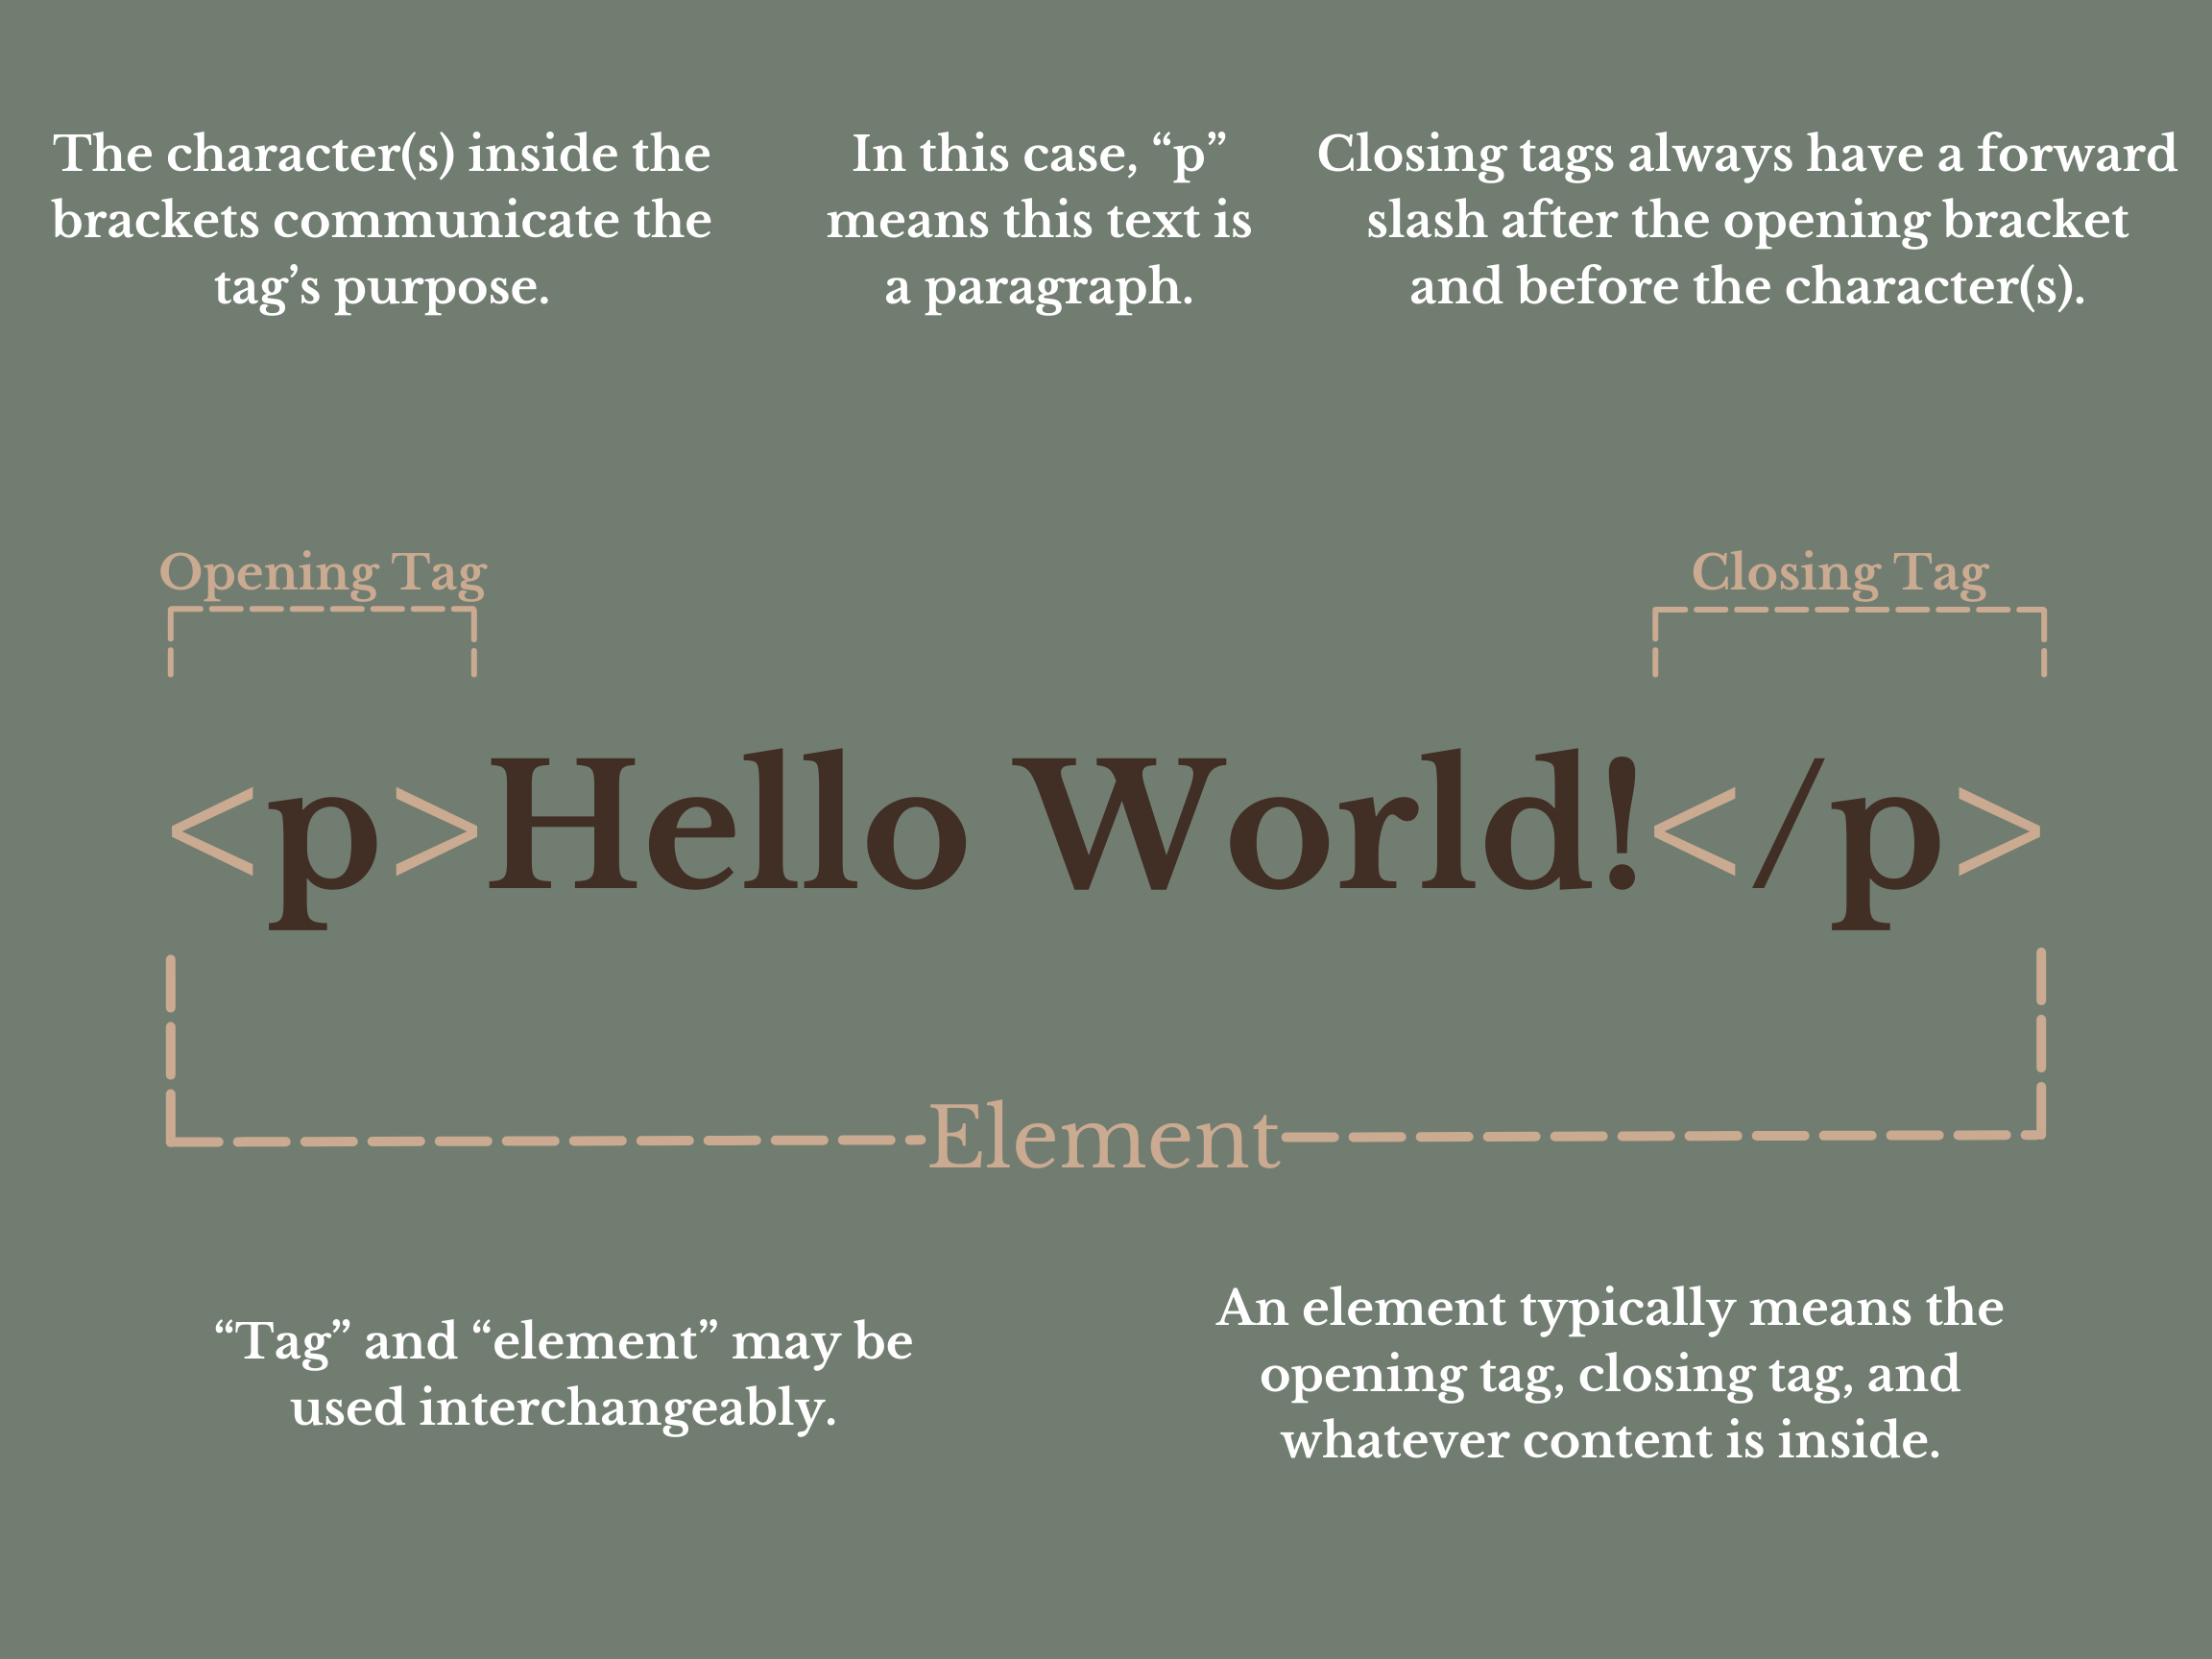 The character(s) inside the
brackets communicate the
tag’s purpose.
In this case, “p”
means this text is
a paragraph.
Closing tags always have a forward
slash after the opening bracket
and before the character(s).
Opening Tag
Closing Tag
<p>Hello World!</p>
Element
“Tag” and “element” may be
used interchangeably.
An element typically means the
opening tag, closing tag, and
whatever content is inside.